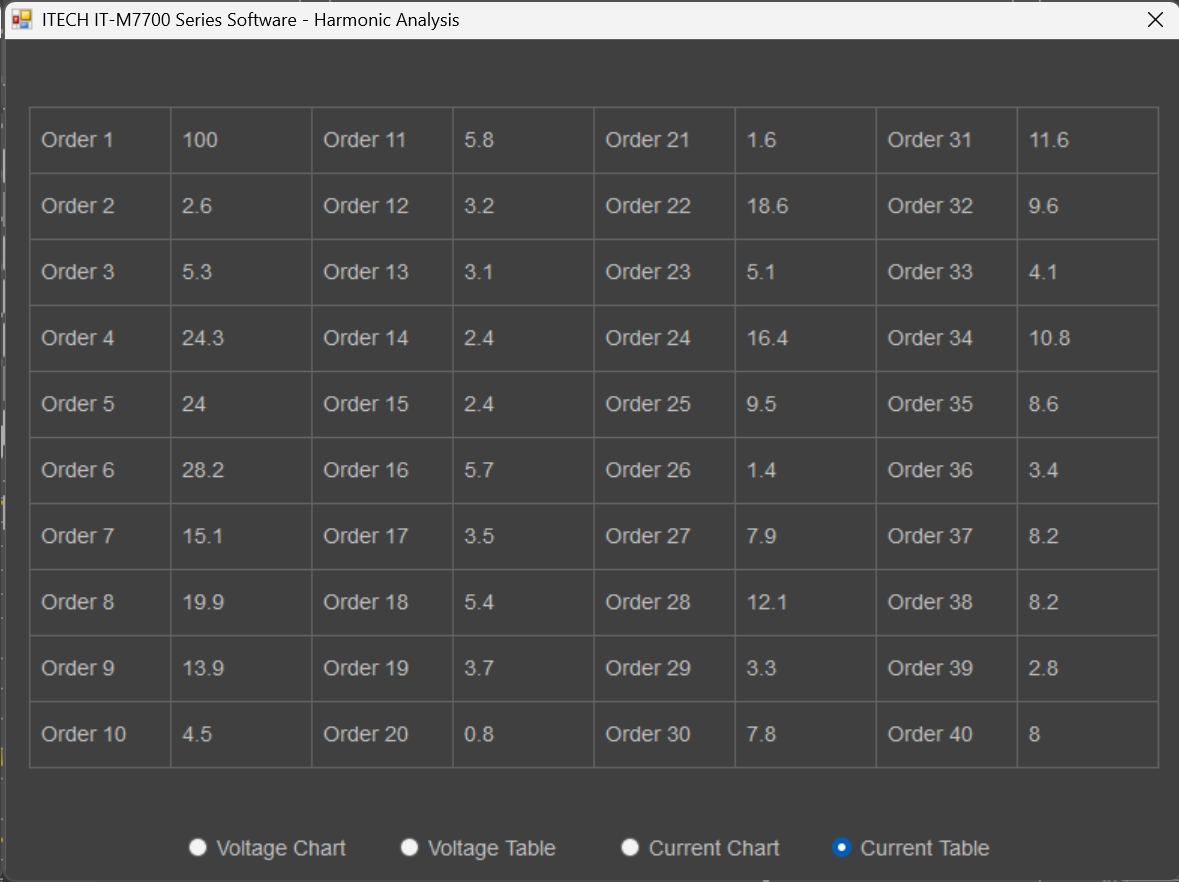 ITECH IT-M7700 Series Software - Harmonic Analysis
Order 1 100 Order 11 5.8 Order 21 1.6 Order 31 11.6
Order 2 2.6 Order 12 3.2 Order 22 18.6 Order 32 9.6
Order 3 5.3 Order 13 3.1 Order 23 5.1 Order 33 4.1
Order 4 24.3 Order 14 2.4 Order 24 16.4 Order 34 10.8
Order 5 24 Order 15 2.4 Order 25 9.5 Order 35 8.6
Order 6 28.2 Order 16 5.7 Order 26 1.4 Order 36 3.4
Order 7 15.1 Order 17 3.5 Order 27 7.9 Order 37 8.2
Order 8 19.9 Order 18 5.4 Order 28 12.1 Order 38 8.2
Order 9 13.9 Order 19 3.7 Order 29 3.3 Order 39 2.8
Order 10 4.5 Order 20 0.8 Order 30 7.8 Order 40 8
Voltage Chart Voltage Table Current Chart Current Table